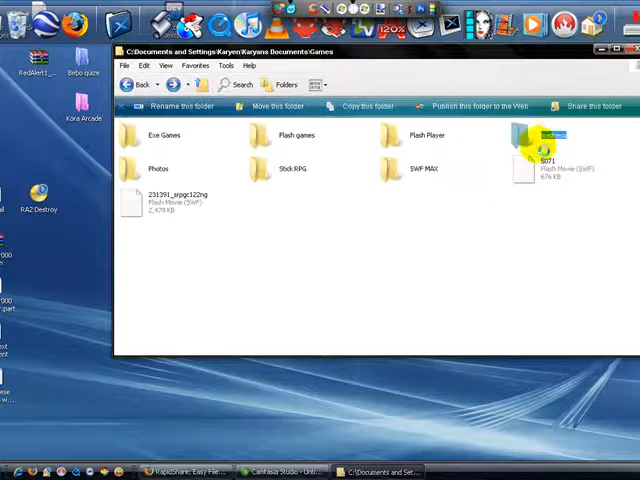 C:\Documents and Settings\Karyen\Karyans Documents\Games
File Edit View Favorites Tools Help
Back Search Folders
Rename this folder Move this folder Copy this folder Publish this folder to the Web Share this folder
Exe Games Flash games Flash Player
Photos Stick RPG SWF MAX 5071
Flash Movie (SWF)
676 KB
231391_srpgc122ng
Flash Movie (SWF)
2,479 KB
RedAlert1_...
Bebo quize
Kora Arcade
RA2 Destroy
120%
RapidShare: Easy File... Camtasia Studio - Unti... C:\Documents and Set...